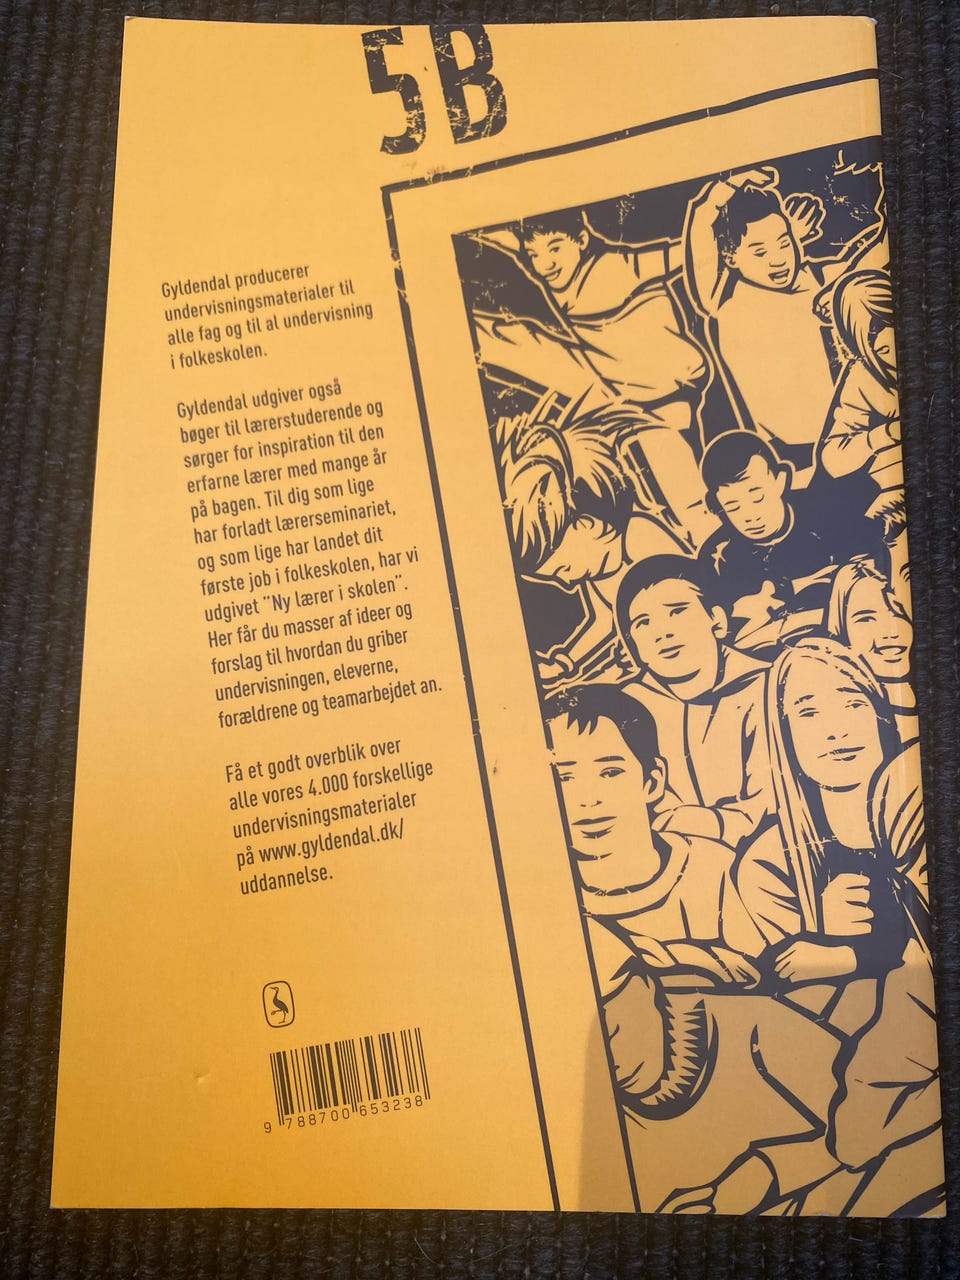 5B
Gyldendal producerer
undervisningsmaterialer til
alle fag og til al undervisning
i folkeskolen.
Gyldendal udgiver også
bøger til lærerstuderende og
sørger for inspiration til den
erfarne lærer med mange år
på bagen. Til dig som lige
har forladt lærerseminariet,
og som lige har landet dit
første job i folkeskolen, har vi
udgivet "Ny lærer i skolen".
Her får du masser af ideer og
forslag til hvordan du griber
undervisningen, eleverne,
forældrene og teamarbejdet an.
Få et godt overblik over
alle vores 4.000 forskellige
undervisningsmaterialer
på www.gyldendal.dk/
uddannelse.
9 788700 653238